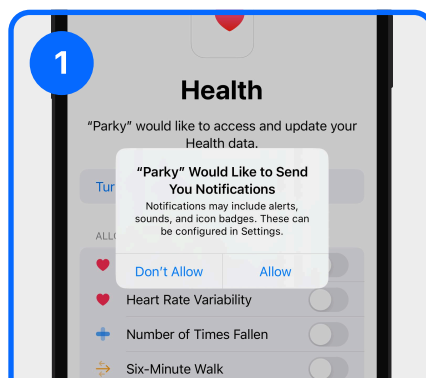 1
Health
“Parky” would like to access and update your
Health data.
“Parky” Would Like to Send
You Notifications
Notifications may include alerts,
sounds, and icon badges. These can
be configured in Settings.
Don’t Allow
Allow
Heart Rate Variability
Number of Times Fallen
Six-Minute Walk